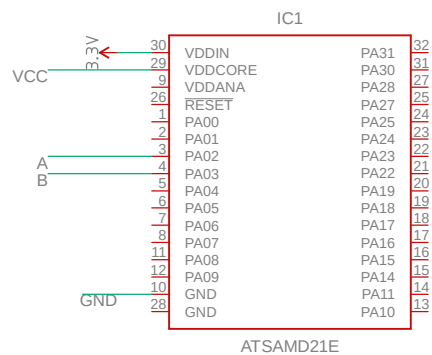 IC1
3.3V
30 VDDIN PA31 32
VCC 29 VDDCORE PA30 31
9 VDDANA PA28 27
26 RESET PA27 25
1 PA00 PA25 24
2 PA01 PA24 23
A 3 PA02 PA23 22
B 4 PA03 PA22 21
5 PA04 PA19 20
6 PA05 PA18 19
7 PA06 PA17 18
8 PA07 PA16 17
11 PA08 PA15 16
12 PA09 PA14 15
GND 10 GND PA11 14
28 GND PA10 13
ATSAMD21E